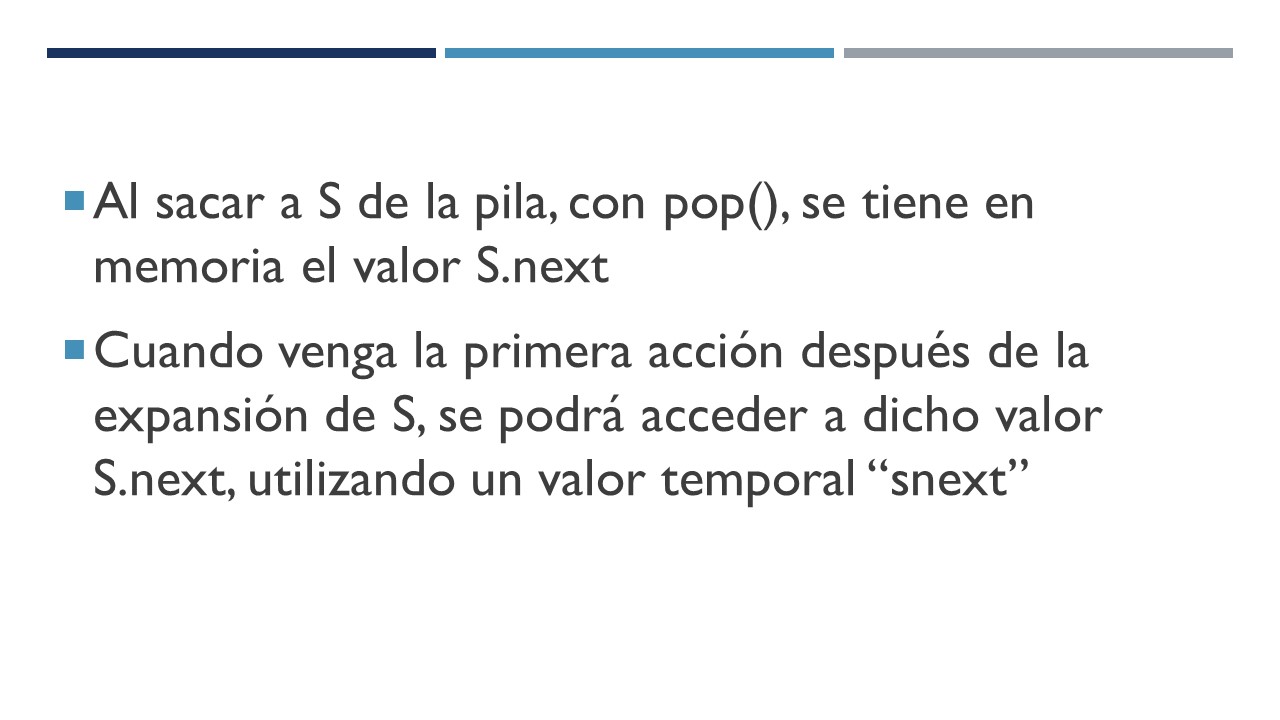 Al sacar a S de la pila, con pop(), se tiene en
memoria el valor S.next
Cuando venga la primera acción después de la
expansión de S, se podrá acceder a dicho valor
S.next, utilizando un valor temporal “snext”